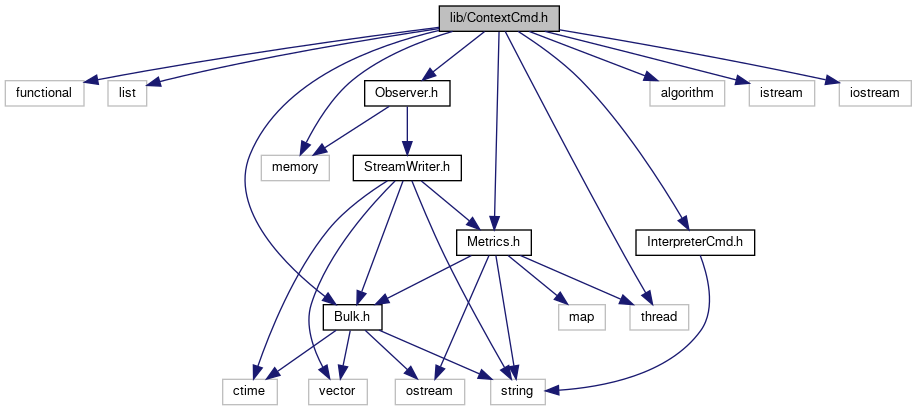 lib/ContextCmd.h
functional
list
Observer.h
algorithm
istream
iostream
memory
StreamWriter.h
Metrics.h
InterpreterCmd.h
Bulk.h
map
thread
ctime
vector
ostream
string